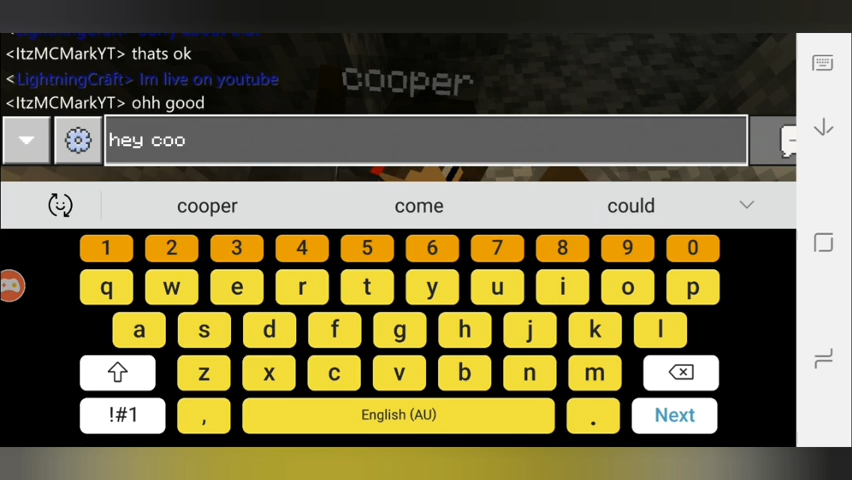 <ItzMCMarkYT> thats ok
cooper
<LightningCräft> Im live on youtube
<ItzMCMarkYT> ohh good
hey coo
cooper come could
1 2 3 4 5 6 7 8 9 0
q w e r t y u i o p
a s d f g h j k l
z x c v b n m
!#1 , English (AU) . Next